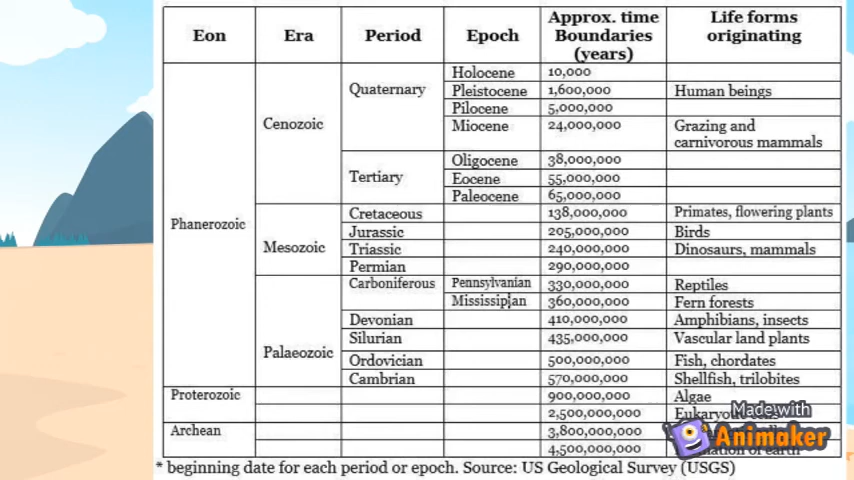 Eon Era Period Epoch Approx. time Boundaries (years) Life forms originating
Phanerozoic Cenozoic Quaternary Holocene 10,000
Pleistocene 1,600,000 Human beings
Pilocene 5,000,000
Miocene 24,000,000 Grazing and carnivorous mammals
Tertiary Oligocene 38,000,000
Eocene 55,000,000
Paleocene 65,000,000
Mesozoic Cretaceous 138,000,000 Primates, flowering plants
Jurassic 205,000,000 Birds
Triassic 240,000,000 Dinosaurs, mammals
Permian 290,000,000
Palaeozoic Carboniferous Pennsylvanian 330,000,000 Reptiles
Mississippian 360,000,000 Fern forests
Devonian 410,000,000 Amphibians, insects
Silurian 435,000,000 Vascular land plants
Ordovician 500,000,000 Fish, chordates
Cambrian 570,000,000 Shellfish, trilobites
Proterozoic 900,000,000 Algae
2,500,000,000
Archean 3,800,000,000
4,500,000,000 of earth
* beginning date for each period or epoch. Source: US Geological Survey (USGS)
Made with
Animaker